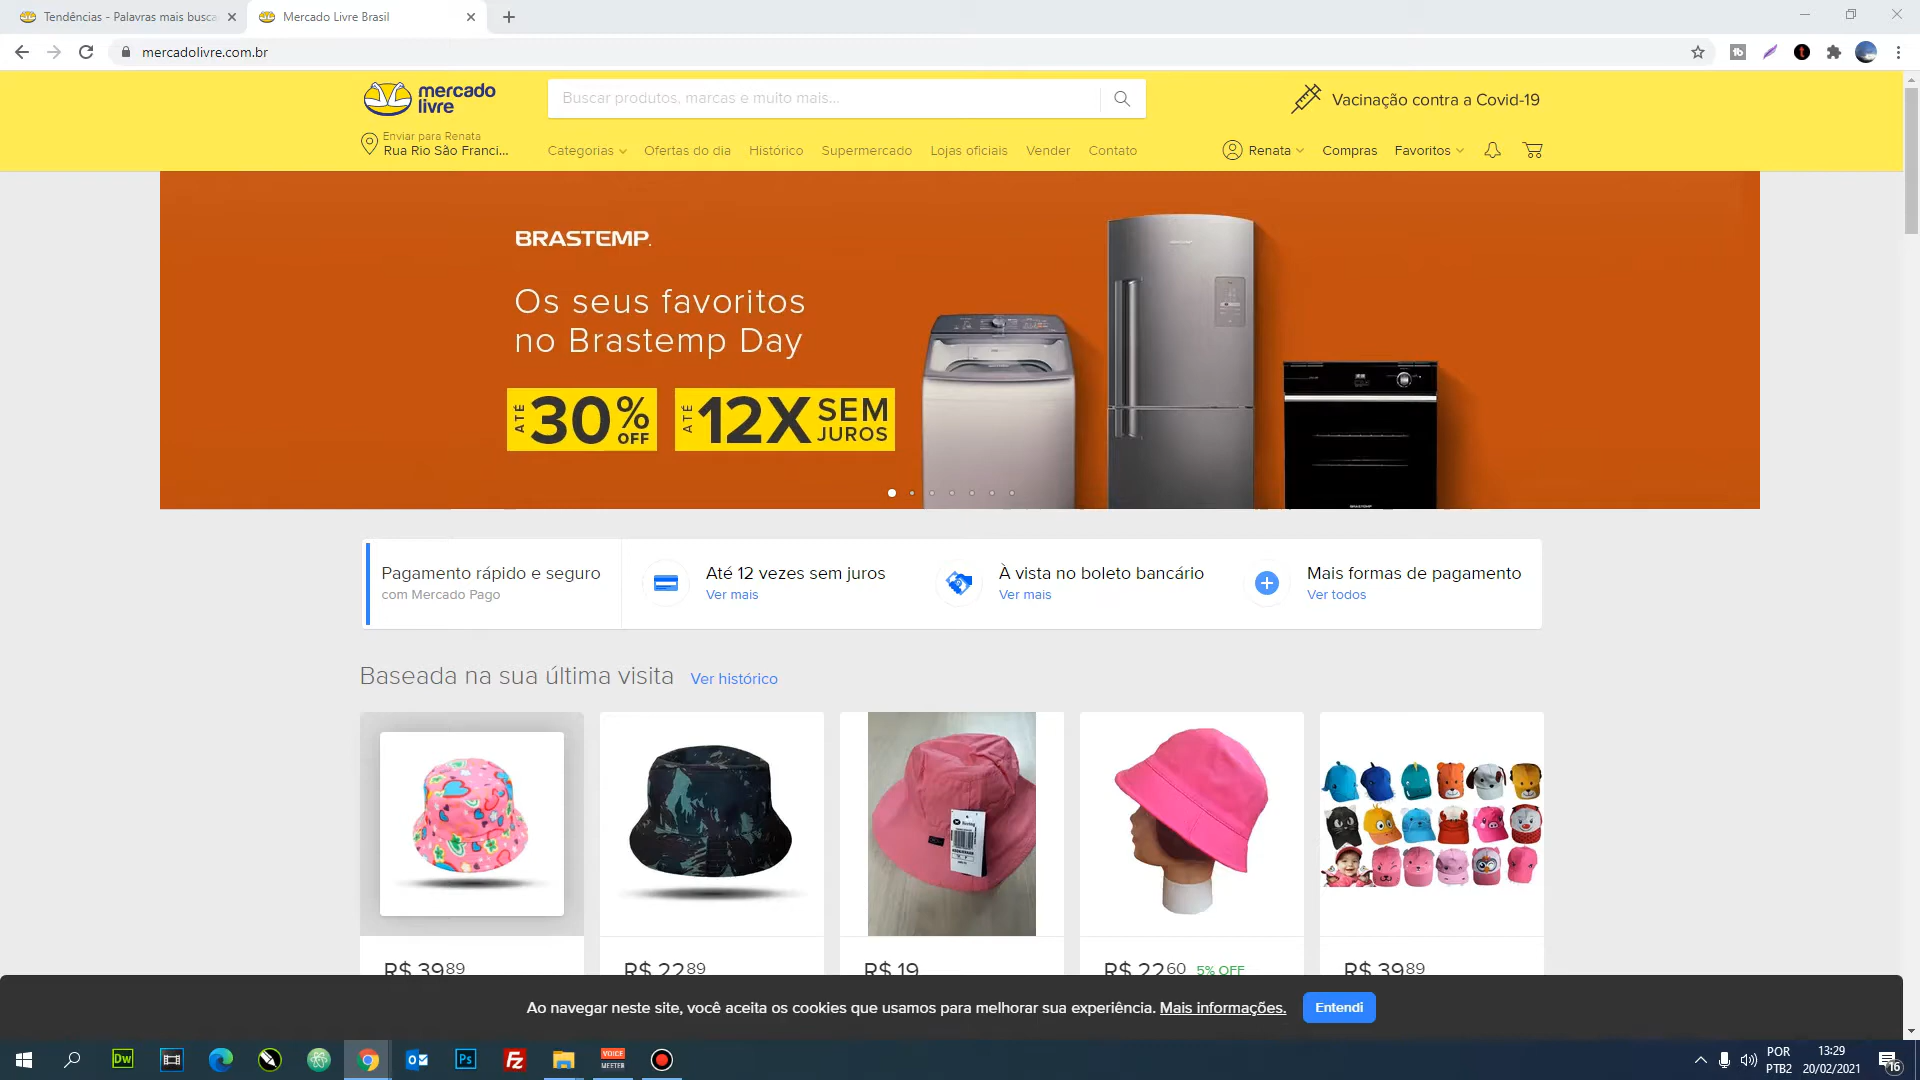 Tendências - Palavras mais busca
Mercado Livre Brasil
mercadolivre.com.br
mercado
livre
Buscar produtos, marcas e muito mais...
Vacinação contra a Covid-19
Enviar para Renata
Rua Rio São Franci...
Categorias
Ofertas do dia
Histórico
Supermercado
Lojas oficiais
Vender
Contato
Renata
Compras
Favoritos
BRASTEMP.
Os seus favoritos
no Brastemp Day
ATÉ 30% OFF
ATÉ 12X SEM JUROS
Pagamento rápido e seguro
com Mercado Pago
Até 12 vezes sem juros
Ver mais
À vista no boleto bancário
Ver mais
Mais formas de pagamento
Ver todos
Baseada na sua última visita
Ver histórico
R$ 39 89
R$ 22 89
R$ 19
R$ 22 60 5% OFF
R$ 39 89
Ao navegar neste site, você aceita os cookies que usamos para melhorar sua experiência. Mais informações.
Entendi
Dw
Ps
VOICE
MEETER
POR
PTB2
13:29
20/02/2021
16